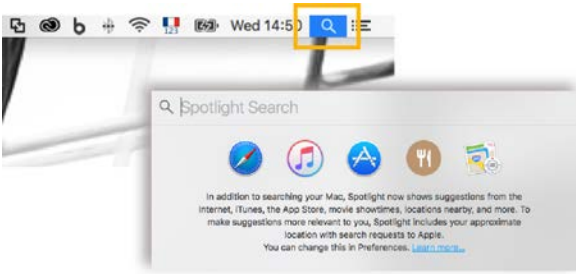 Wed 14:50
123
Spotlight Search
In addition to searching your Mac, Spotlight now shows suggestions from the
Internet, iTunes, the App Store, movie showtimes, locations nearby, and more. To
make suggestions more relevant to you, Spotlight includes your approximate
location with search requests to Apple.
You can change this in Preferences. Learn more...